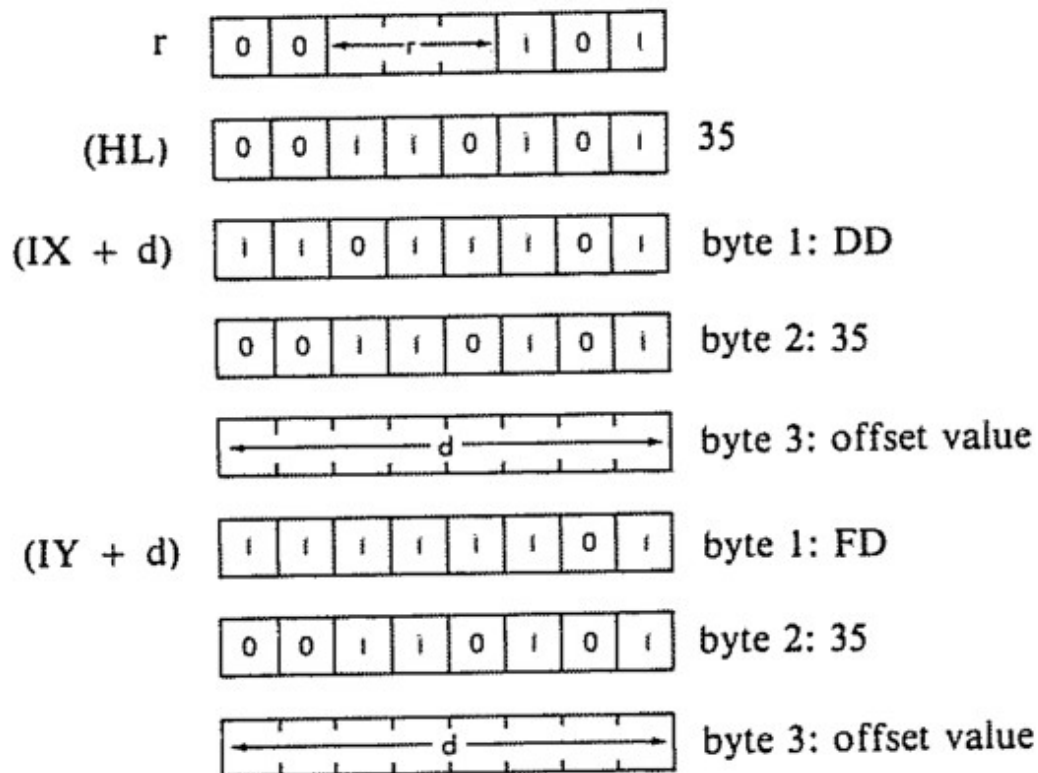 r 0 0 r 1 0 1
(HL) 0 0 1 1 0 1 0 1 35
(IX + d) 1 1 0 1 1 1 0 1 byte 1: DD
0 0 1 1 0 1 0 1 byte 2: 35
d byte 3: offset value
(IY + d) 1 1 1 1 1 1 0 1 byte 1: FD
0 0 1 1 0 1 0 1 byte 2: 35
d byte 3: offset value